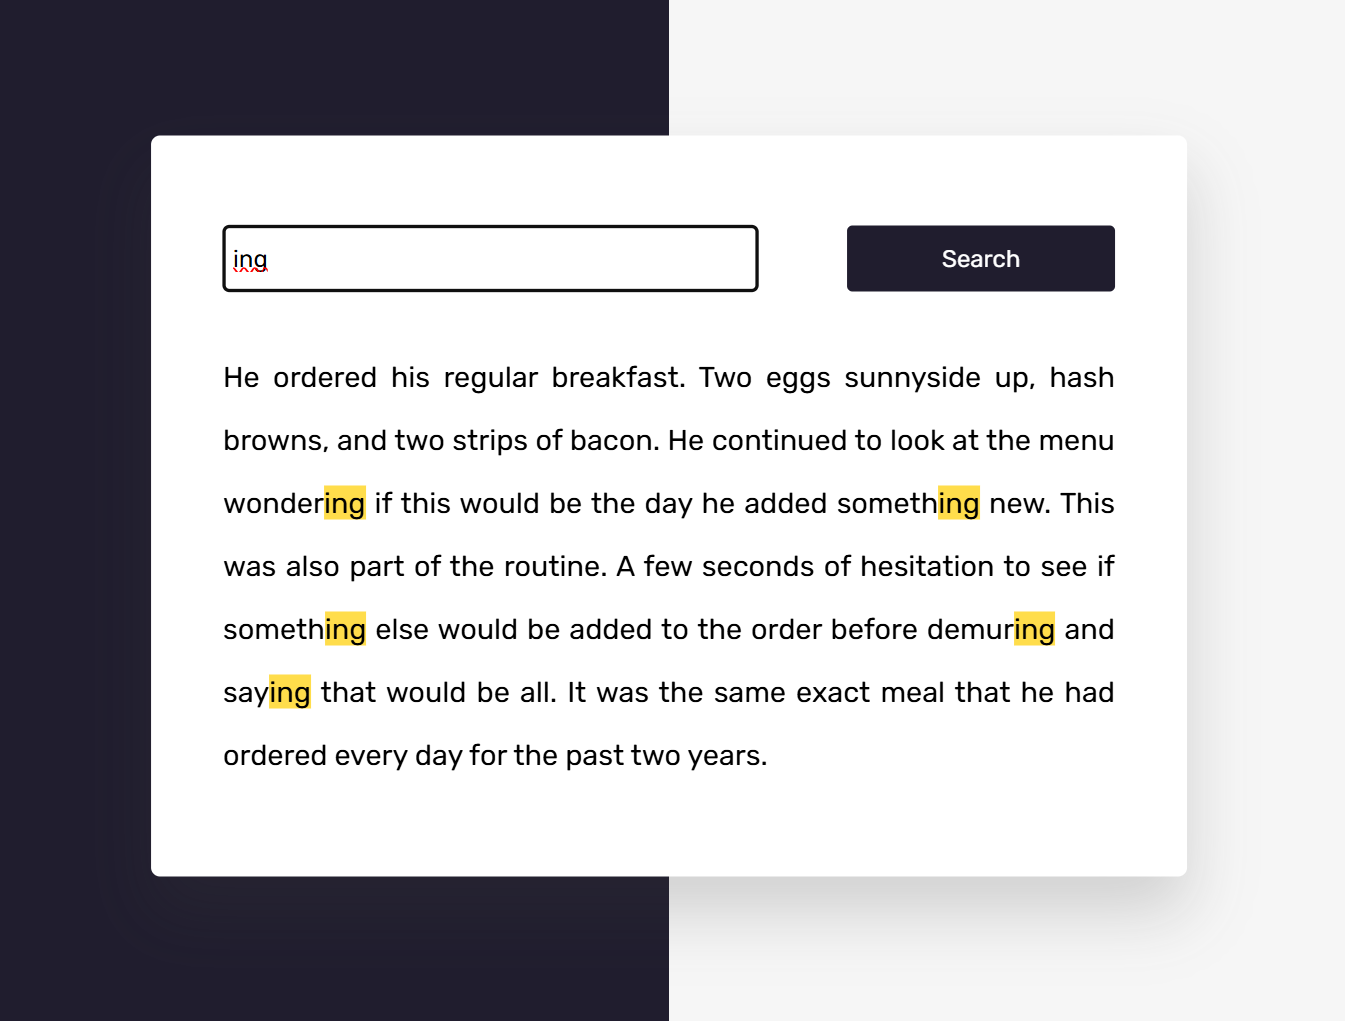 ing
Search
He ordered his regular breakfast. Two eggs sunnyside up, hash
browns, and two strips of bacon. He continued to look at the menu
wondering if this would be the day he added something new. This
was also part of the routine. A few seconds of hesitation to see if
something else would be added to the order before demuring and
saying that would be all. It was the same exact meal that he had
ordered every day for the past two years.